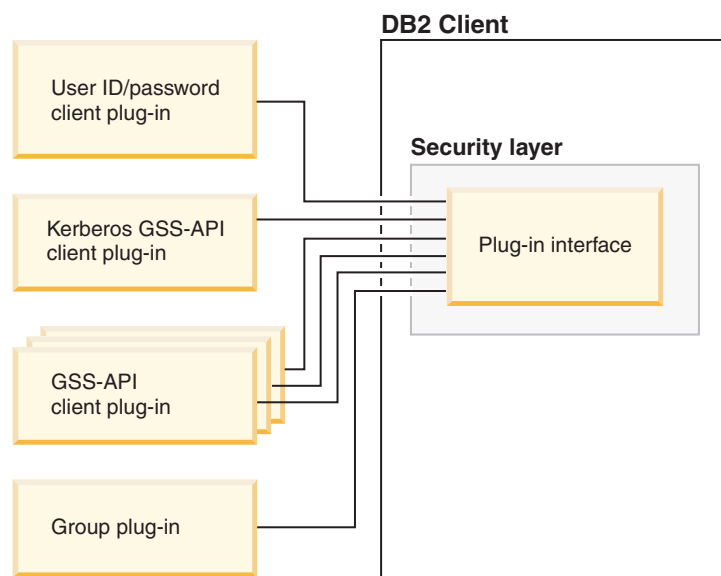 DB2 Client
User ID/password
client plug-in
Security layer
Kerberos GSS-API
client plug-in
Plug-in interface
GSS-API
client plug-in
Group plug-in